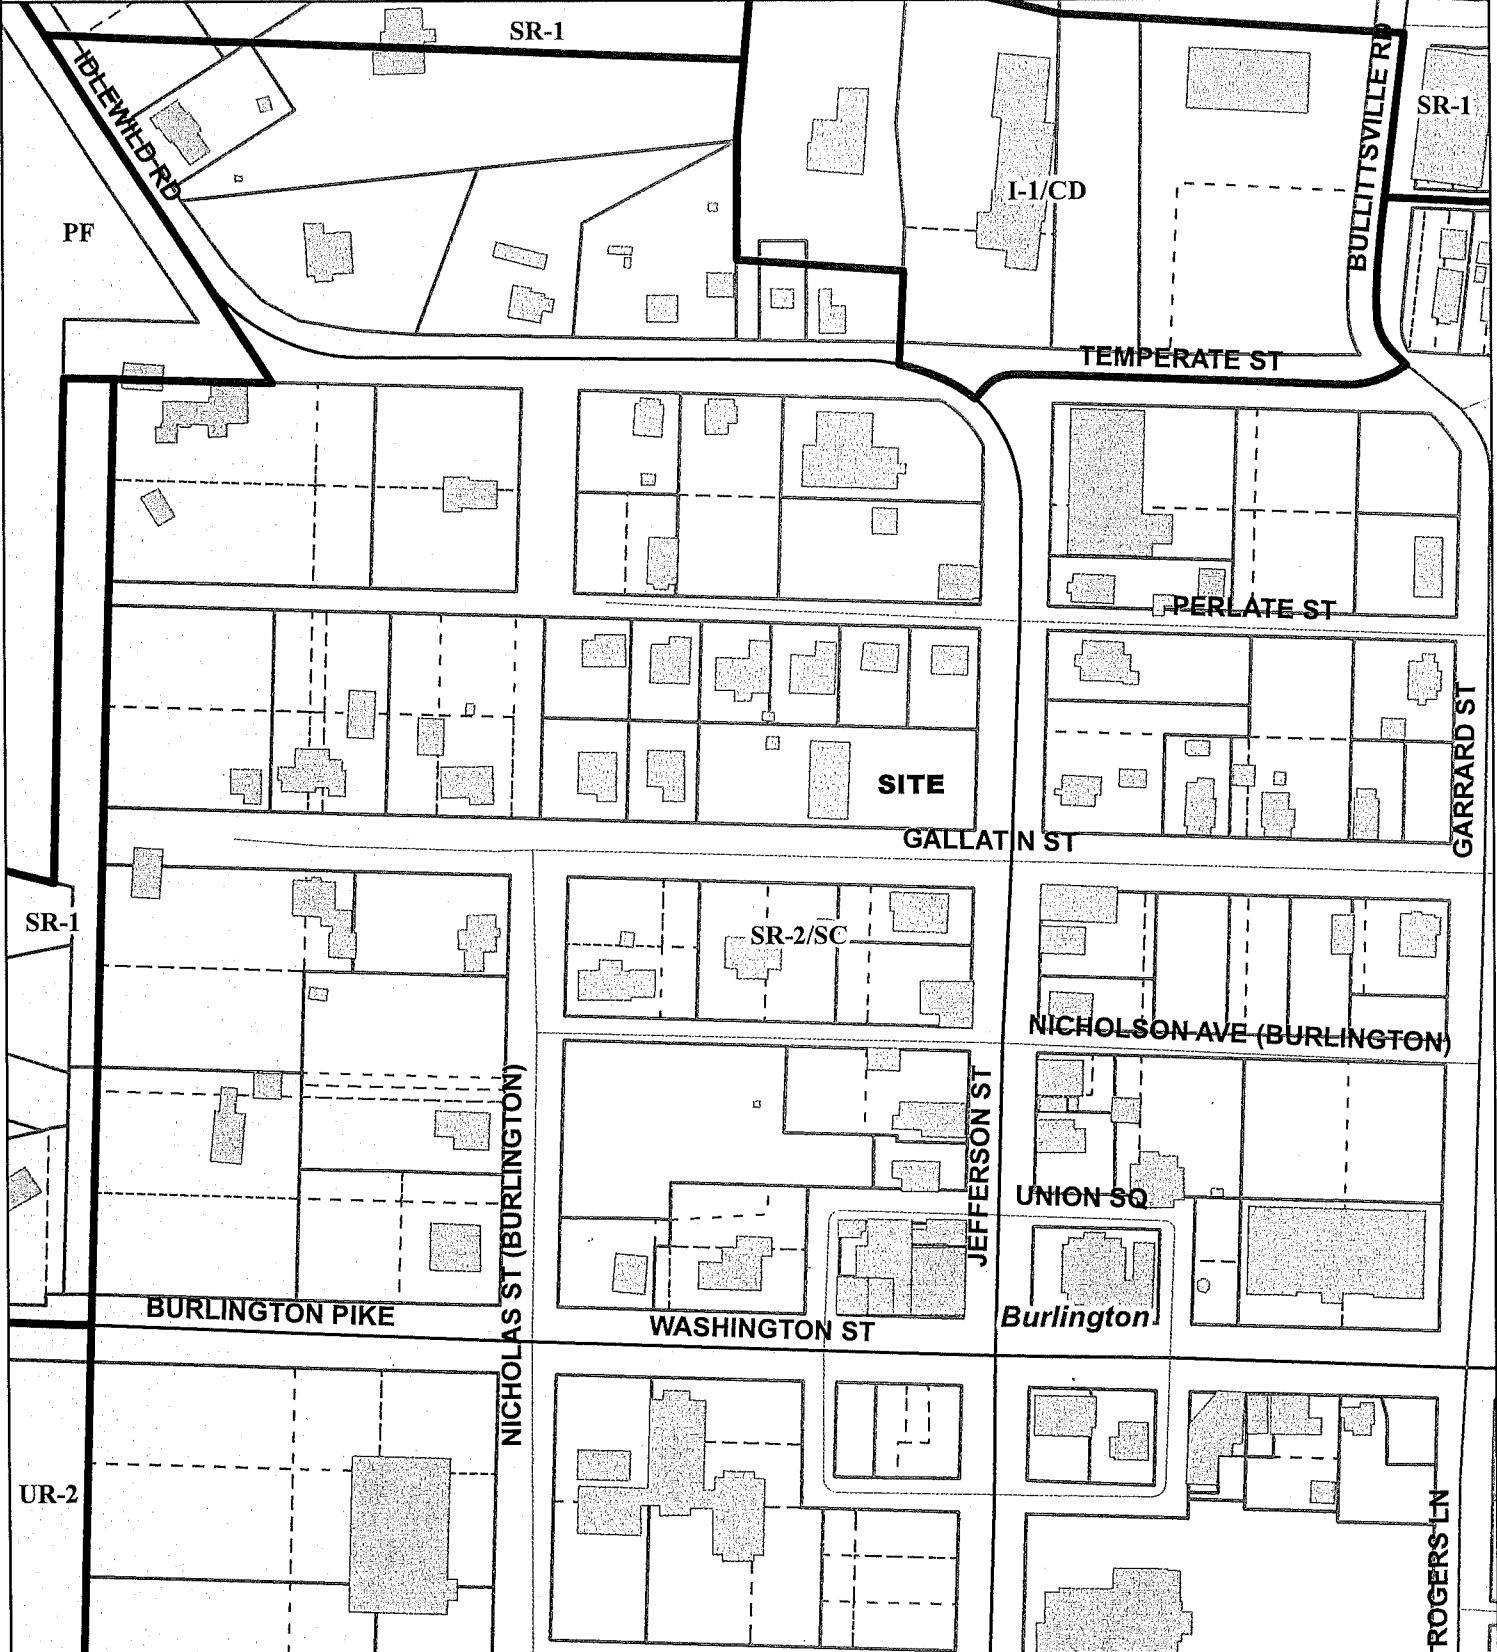 SR-1
IDLEWILD RD
BULLITTSVILLE RD
SR-1
I-1/CD
PF
TEMPERATE ST
PERLATE ST
GARRARD ST
SITE
GALLATIN ST
SR-1
SR-2/SC
NICHOLSON AVE (BURLINGTON)
NICHOLAS ST (BURLINGTON)
JEFFERSON ST
UNION SQ
BURLINGTON PIKE
WASHINGTON ST
Burlington
UR-2
ROGERS LN